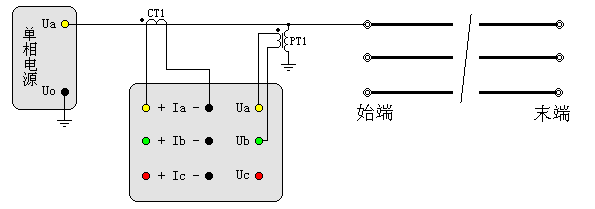 单相电源
Ua
Uo
CT1
PT1
+ Ia -
Ua
+ Ib -
Ub
+ Ic -
Uc
始端
末端